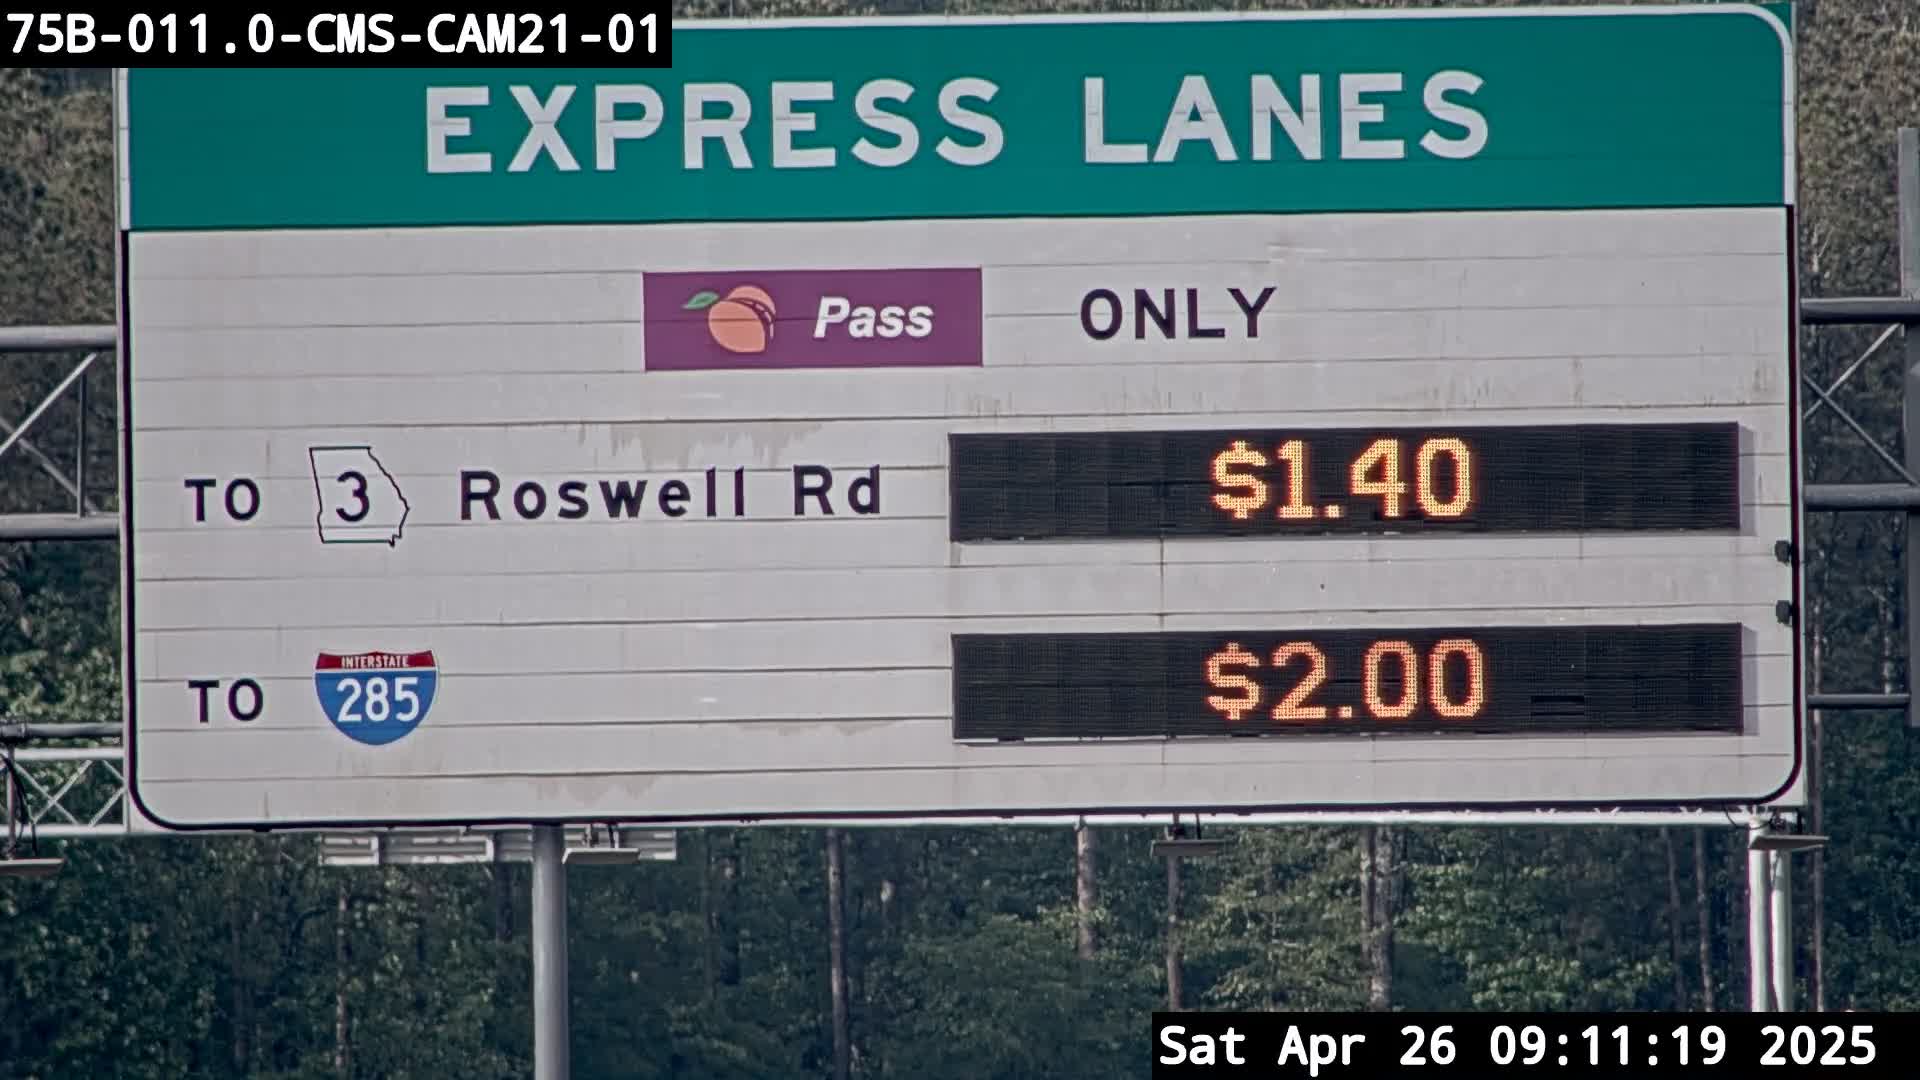 75B-011.0-CMS-CAM21-01
EXPRESS LANES
Pass ONLY
TO 3 Roswell Rd $1.40
TO INTERSTATE 285 $2.00
Sat Apr 26 09:11:19 2025